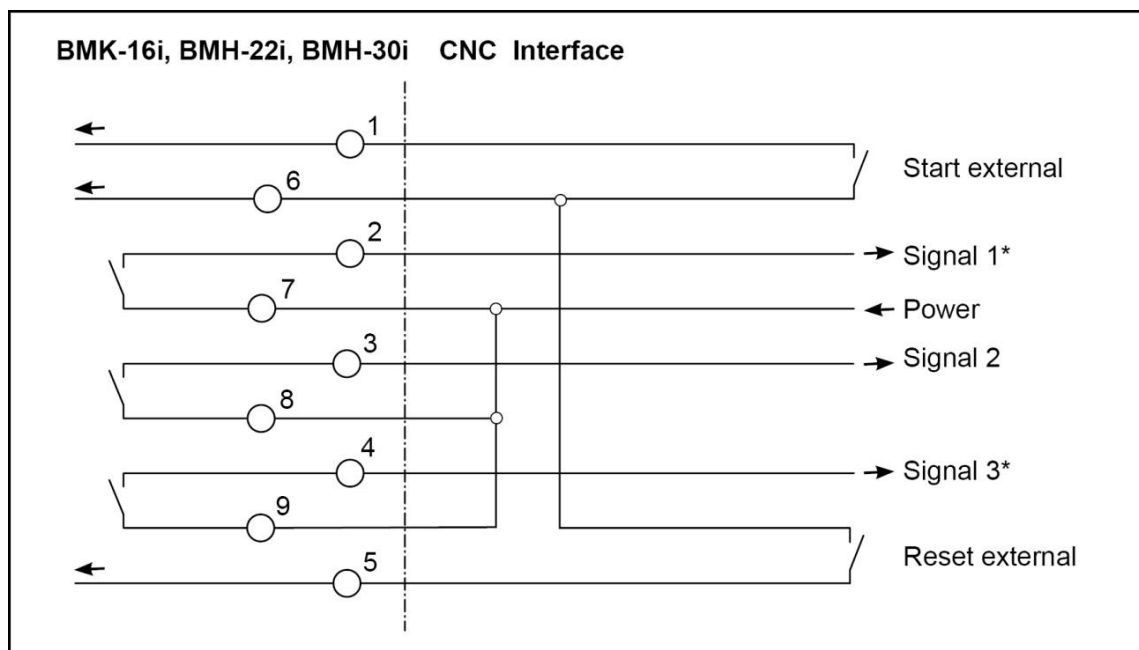 BMK-16i, BMH-22i, BMH-30i CNC Interface
1
Start external
6
2
Signal 1*
7
Power
3
Signal 2
8
4
Signal 3*
9
Reset external
5